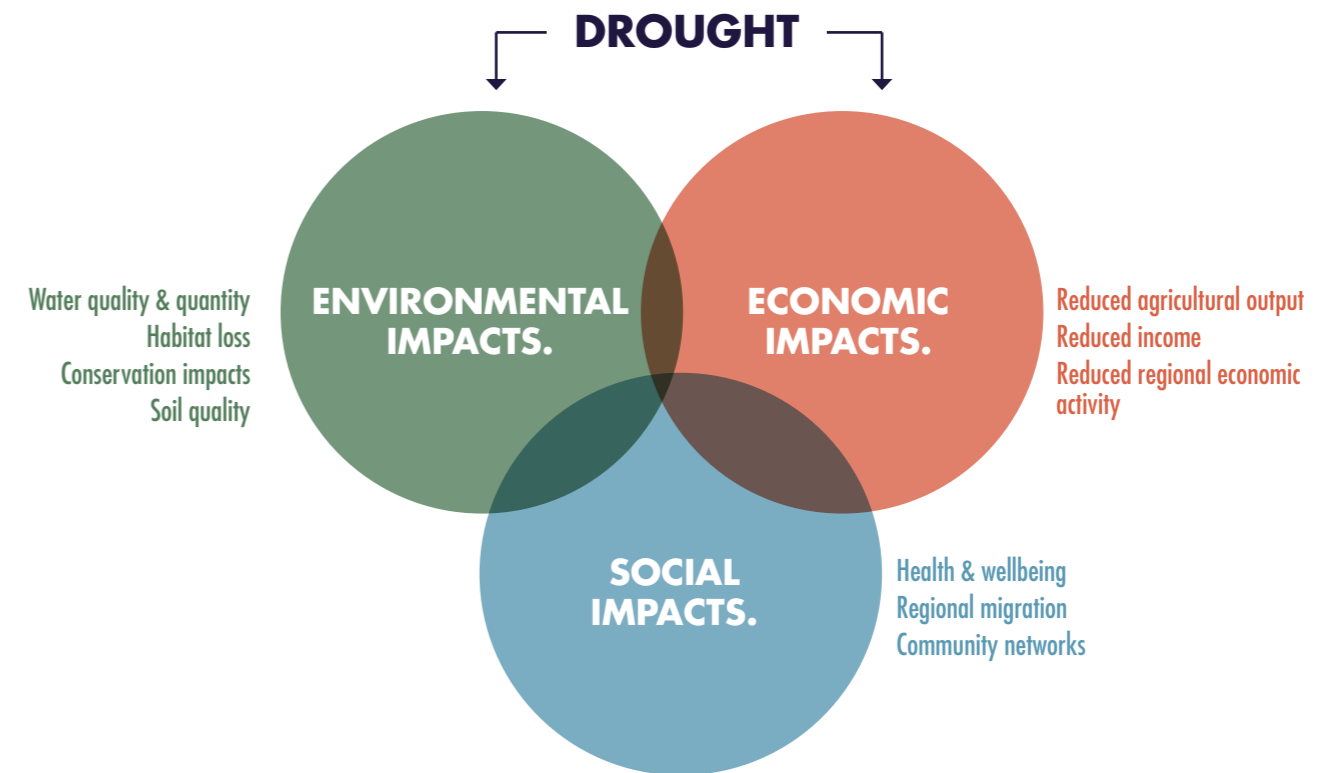 DROUGHT
ENVIRONMENTAL
IMPACTS.
Water quality & quantity
Habitat loss
Conservation impacts
Soil quality
ECONOMIC
IMPACTS.
Reduced agricultural output
Reduced income
Reduced regional economic
activity
SOCIAL
IMPACTS.
Health & wellbeing
Regional migration
Community networks